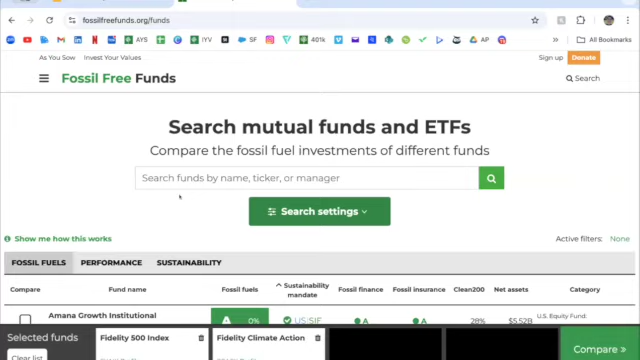 fossilfreefunds.org/funds
AYS
IYV
SF
401k
AP
All Bookmarks
As You Sow Invest Your Values
Sign up Donate
Fossil Free Funds
Search
Search mutual funds and ETFs
Compare the fossil fuel investments of different funds
Search funds by name, ticker, or manager
Search settings
Show me how this works
Active filters: None
FOSSIL FUELS PERFORMANCE SUSTAINABILITY
Compare Fund name Fossil fuels Sustainability mandate Fossil finance Fossil insurance Clean200 Net assets Category
Amana Growth Institutional A 0% US|SIF A A 28% $5.52B U.S. Equity Fund:
Selected funds
Clear list
Fidelity 500 Index
Fidelity Climate Action
Compare »